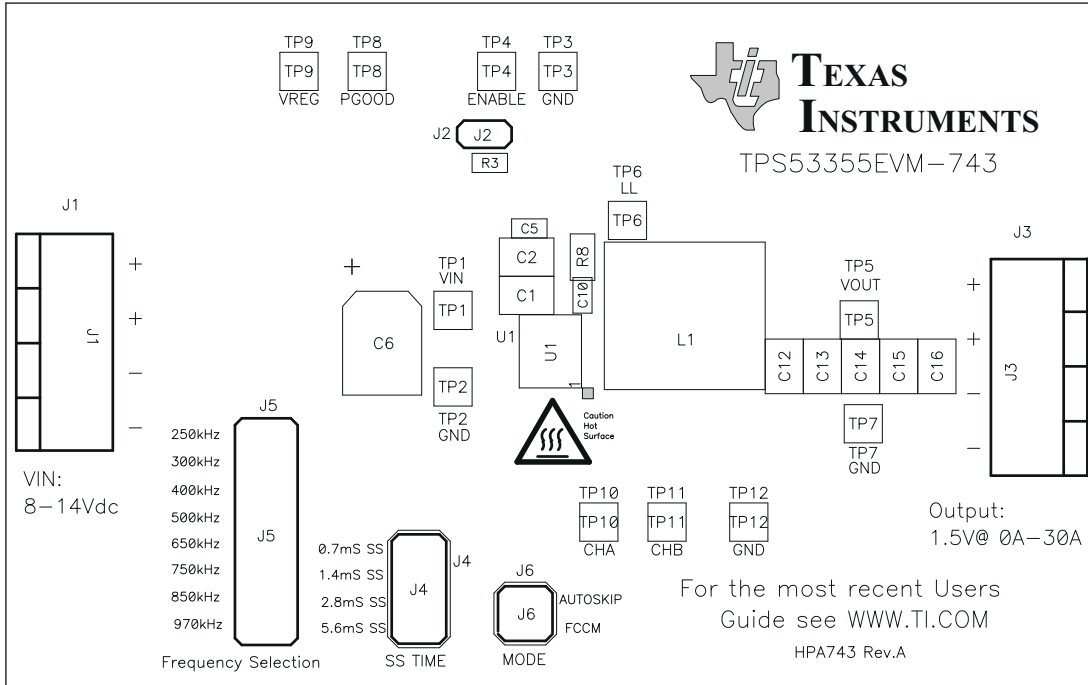 TP9 TP8 TP4 TP3
TP9 TP8 TP4 TP3
VREG PGOOD ENABLE GND
TEXAS
INSTRUMENTS
TPS53355EVM-743
J2 J2
R3
TP6
LL
TP6
J1
J1
+
+
−
−
VIN:
8-14Vdc
+
C6
TP1
VIN
TP1
TP2
TP2
GND
C5
C2
C1
R8
C10
U1
U1
1
L1
Caution
Hot
Surface
TP5
VOUT
TP5
C12 C13 C14 C15 C16
TP7
TP7
GND
J3
J3
+
+
−
−
Output:
1.5V@ 0A-30A
J5
J5
250kHz
300kHz
400kHz
500kHz
650kHz
750kHz
850kHz
970kHz
Frequency Selection
J4
J4
0.7mS SS
1.4mS SS
2.8mS SS
5.6mS SS
SS TIME
J6
J6
AUTOSKIP
FCCM
MODE
TP10 TP11 TP12
TP10 TP11 TP12
CHA CHB GND
For the most recent Users
Guide see WWW.TI.COM
HPA743 Rev.A